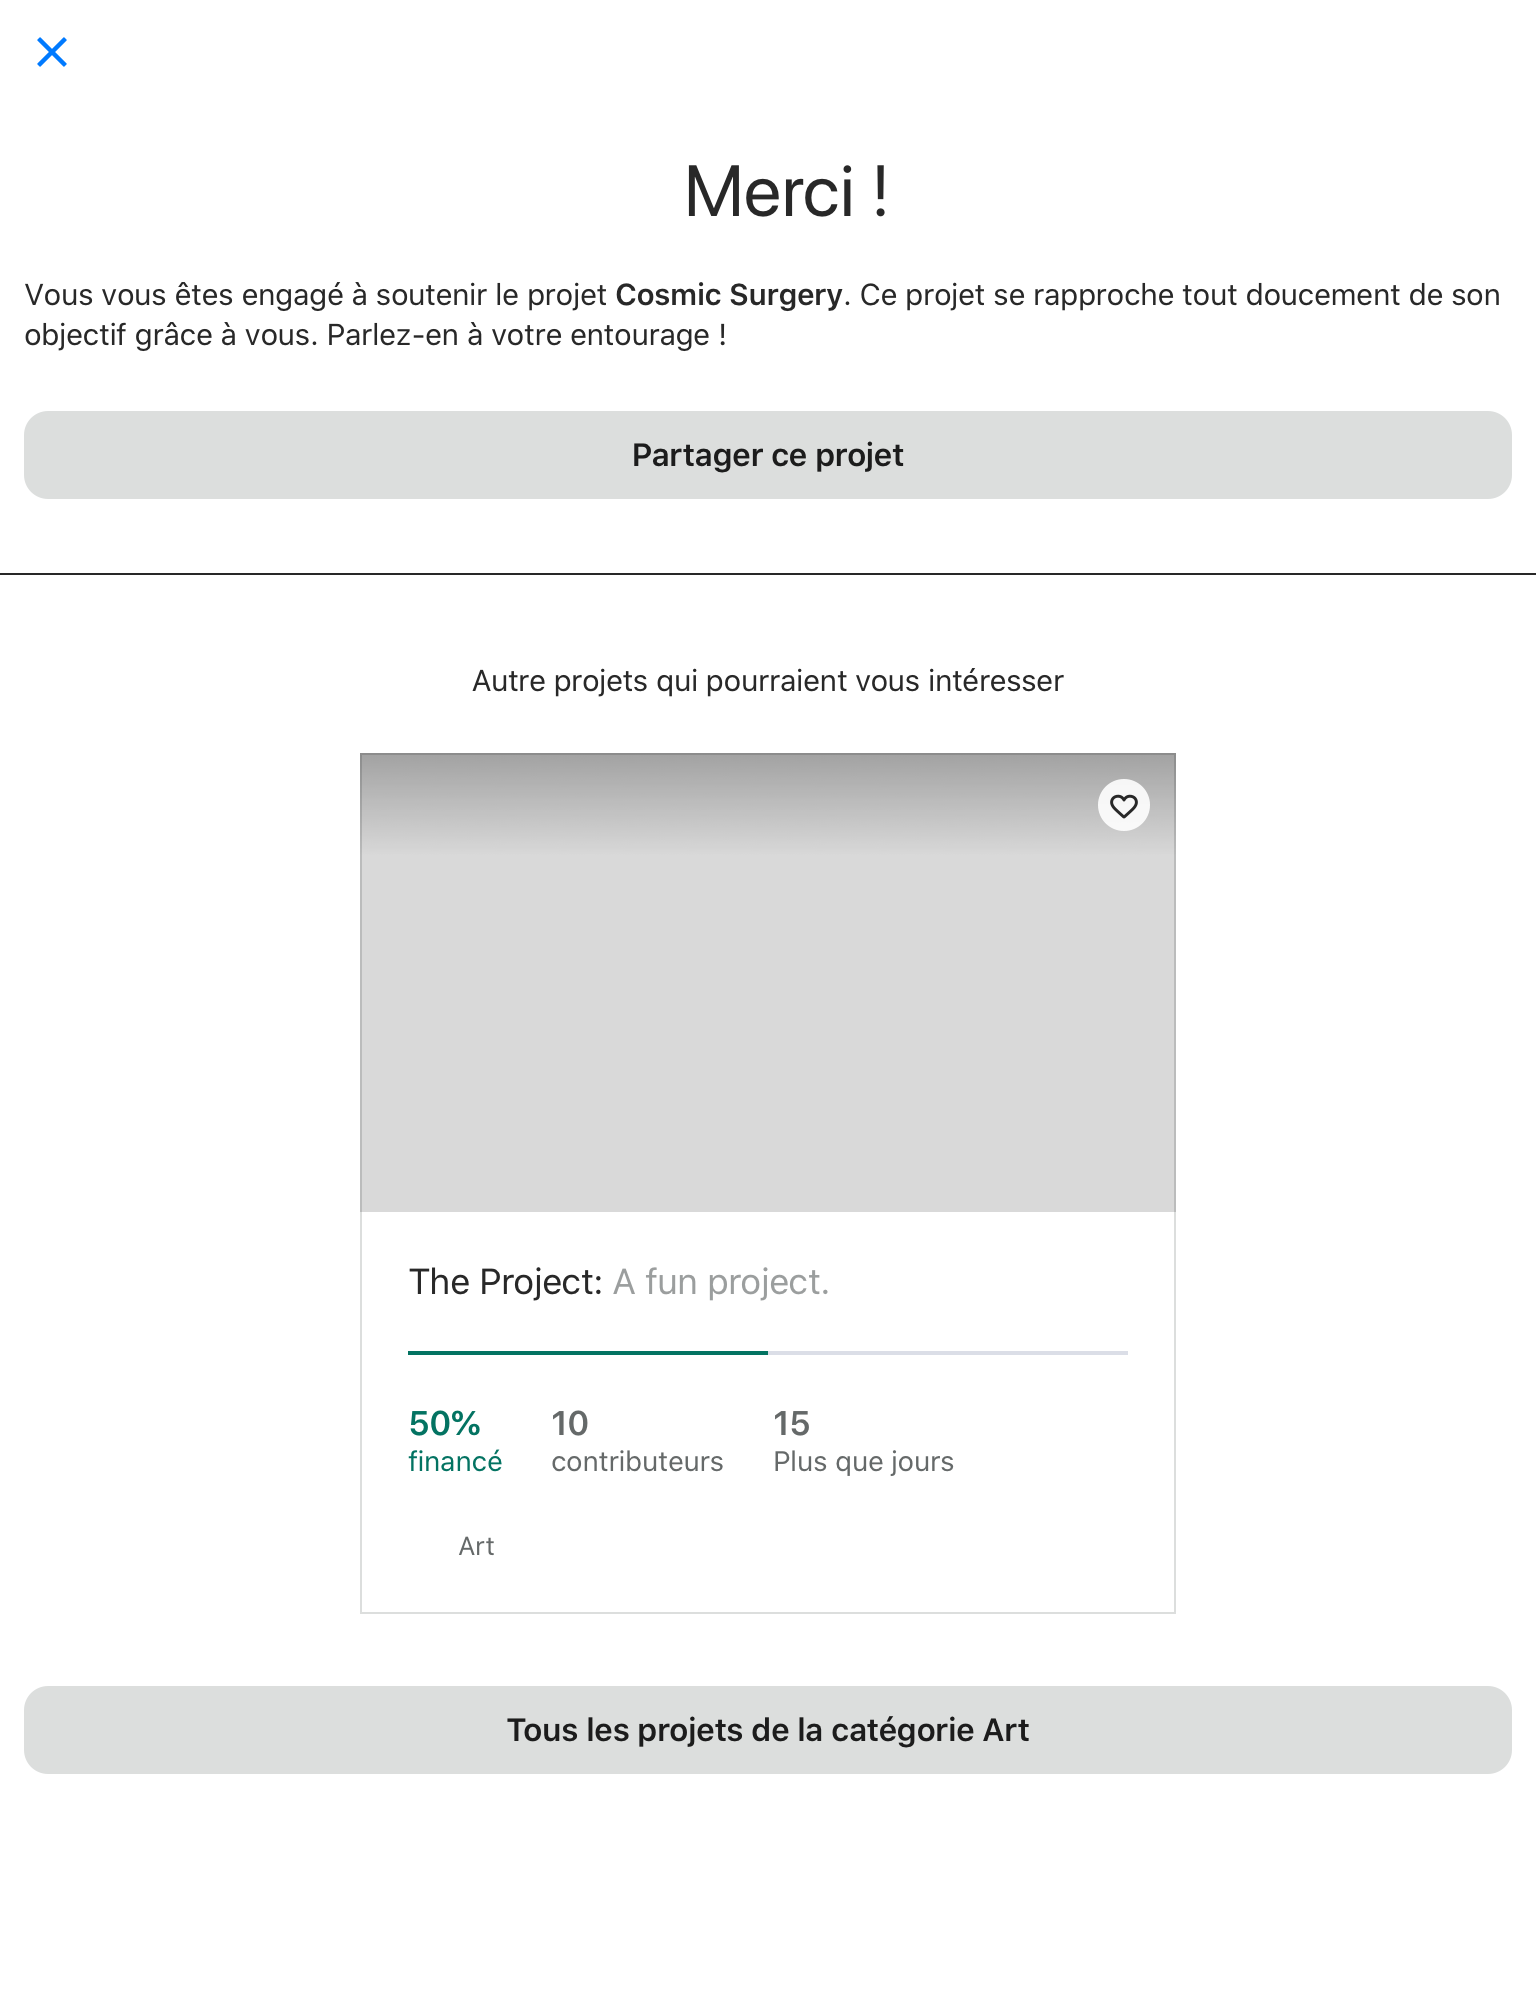 Merci !
Vous vous êtes engagé à soutenir le projet Cosmic Surgery. Ce projet se rapproche tout doucement de son
objectif grâce à vous. Parlez-en à votre entourage !
Partager ce projet
Autre projets qui pourraient vous intéresser
The Project: A fun project.
50% 10 15
financé contributeurs Plus que jours
Art
Tous les projets de la catégorie Art